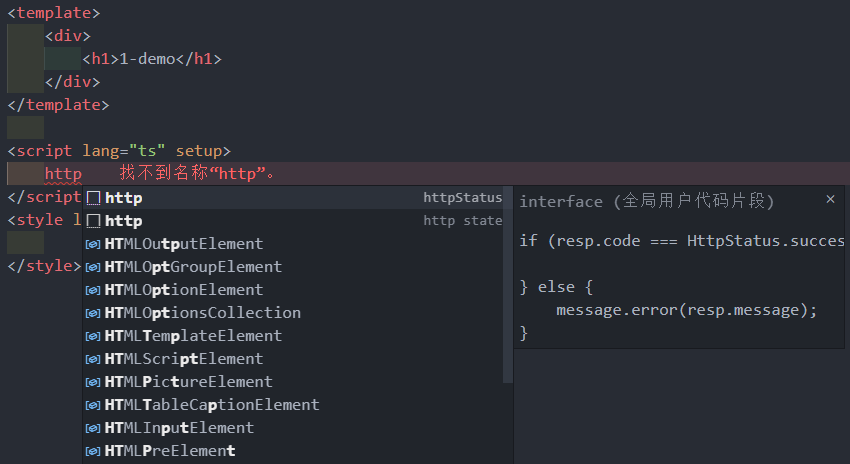 <template>
<div>
<h1>1-demo</h1>
</div>
</template>
<script lang="ts" setup>
http 找不到名称“http”。
</script
<style l
</style>
http httpStatus
http http state
HTMLOutputElement
HTMLOptGroupElement
HTMLOptionElement
HTMLOptionsCollection
HTMLTemplateElement
HTMLScriptElement
HTMLPictureElement
HTMLTableCaptionElement
HTMLInputElement
HTMLPreElement
interface (全局用户代码片段) ×
if (resp.code === HttpStatus.succes
} else {
message.error(resp.message);
}